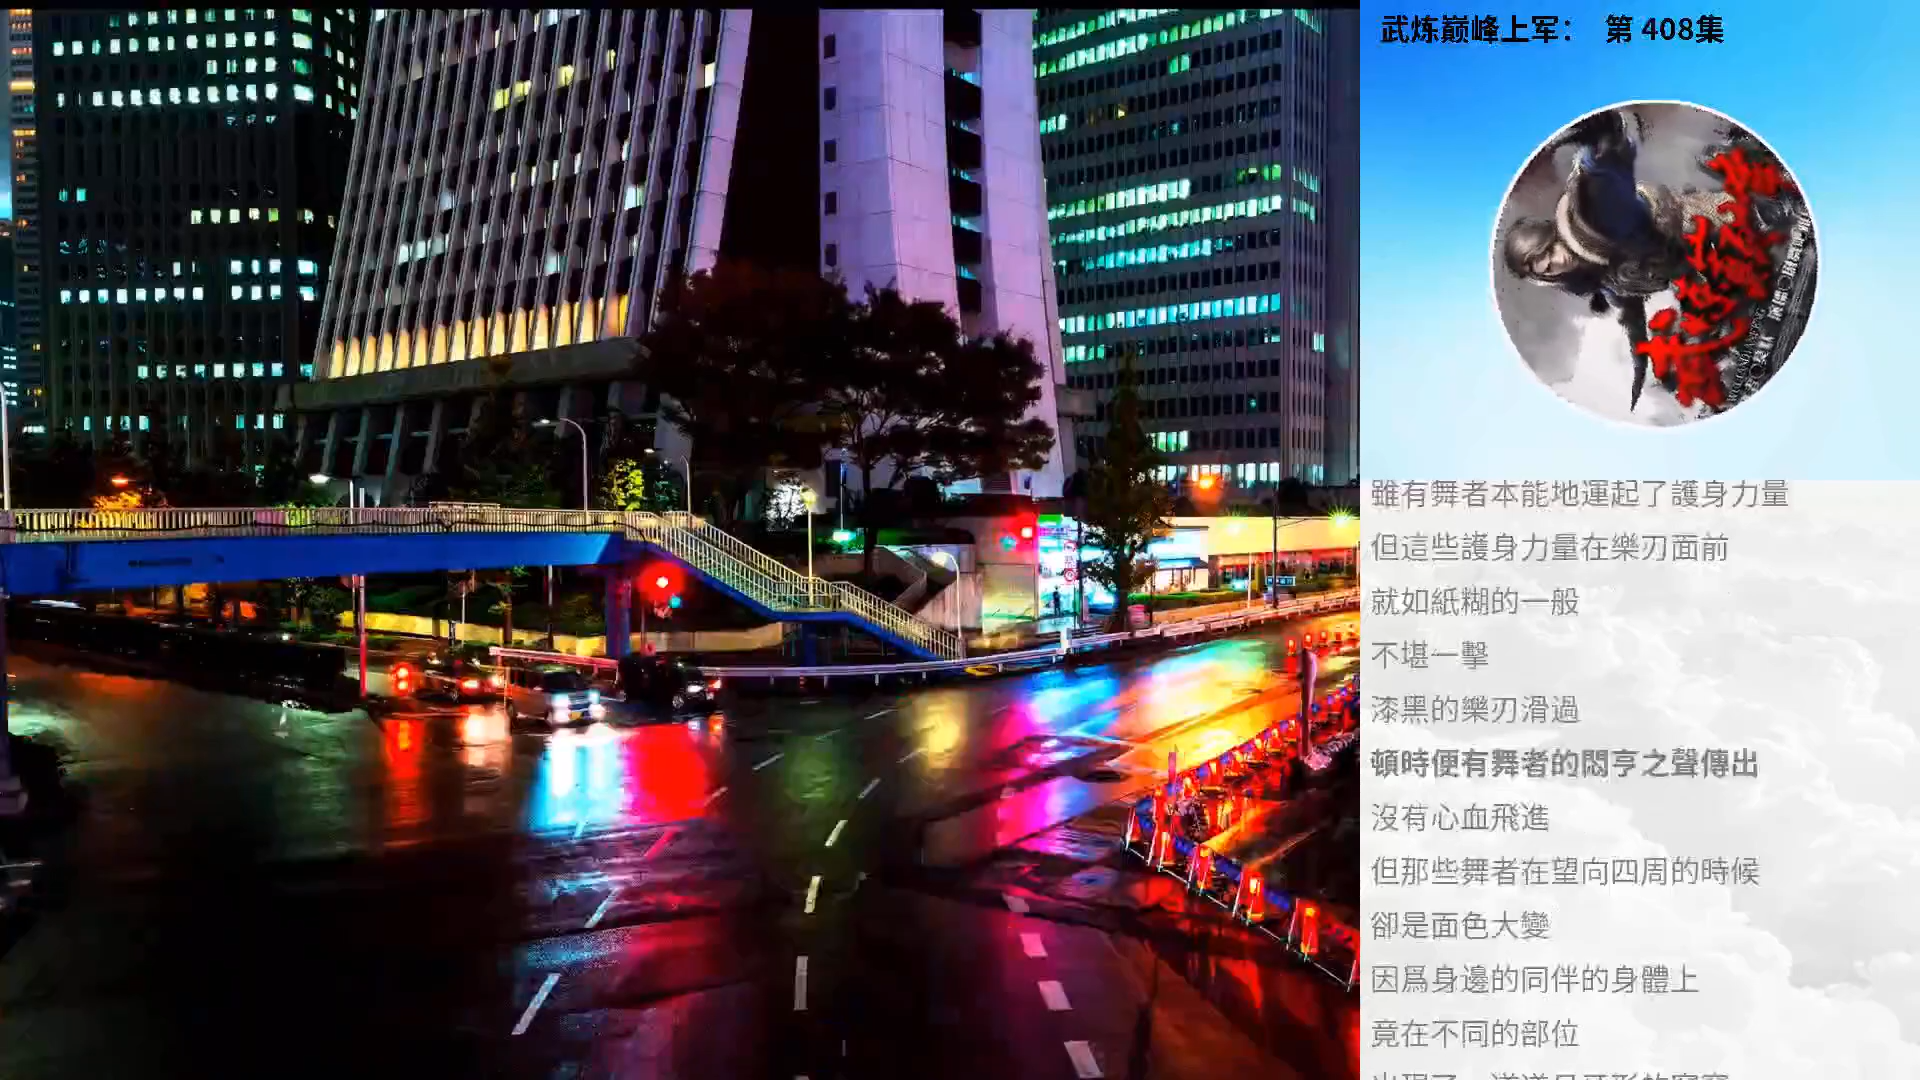 武炼巅峰上军： 第 408集
雖有舞者本能地運起了護身力量
但這些護身力量在樂刃面前
就如紙糊的一般
不堪一擊
漆黑的樂刃滑過
頓時便有舞者的悶亨之聲傳出
沒有心血飛進
但那些舞者在望向四周的時候
卻是面色大變
因爲身邊的同伴的身體上
竟在不同的部位